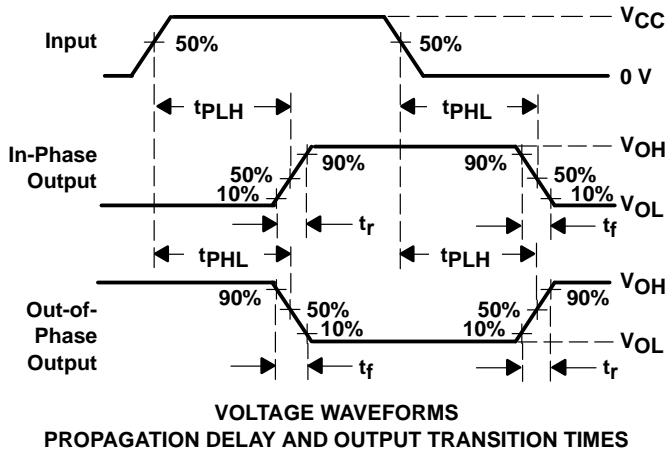 Input
50%
50%
VCC
0 V
tPLH
tPHL
In-Phase
Output
50%
10%
90%
90%
50%
10%
VOH
VOL
tr
tf
tPHL
tPLH
Out-of-
Phase
Output
90%
50%
10%
50%
10%
90%
VOH
VOL
tf
tr
VOLTAGE WAVEFORMS
PROPAGATION DELAY AND OUTPUT TRANSITION TIMES